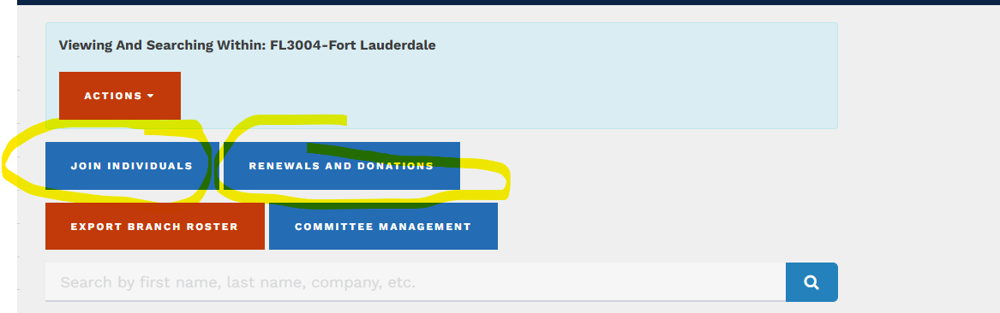 Viewing And Searching Within: FL3004-Fort Lauderdale
ACTIONS
JOIN INDIVIDUALS RENEWALS AND DONATIONS
EXPORT BRANCH ROSTER COMMITTEE MANAGEMENT
Search by first name, last name, company, etc.